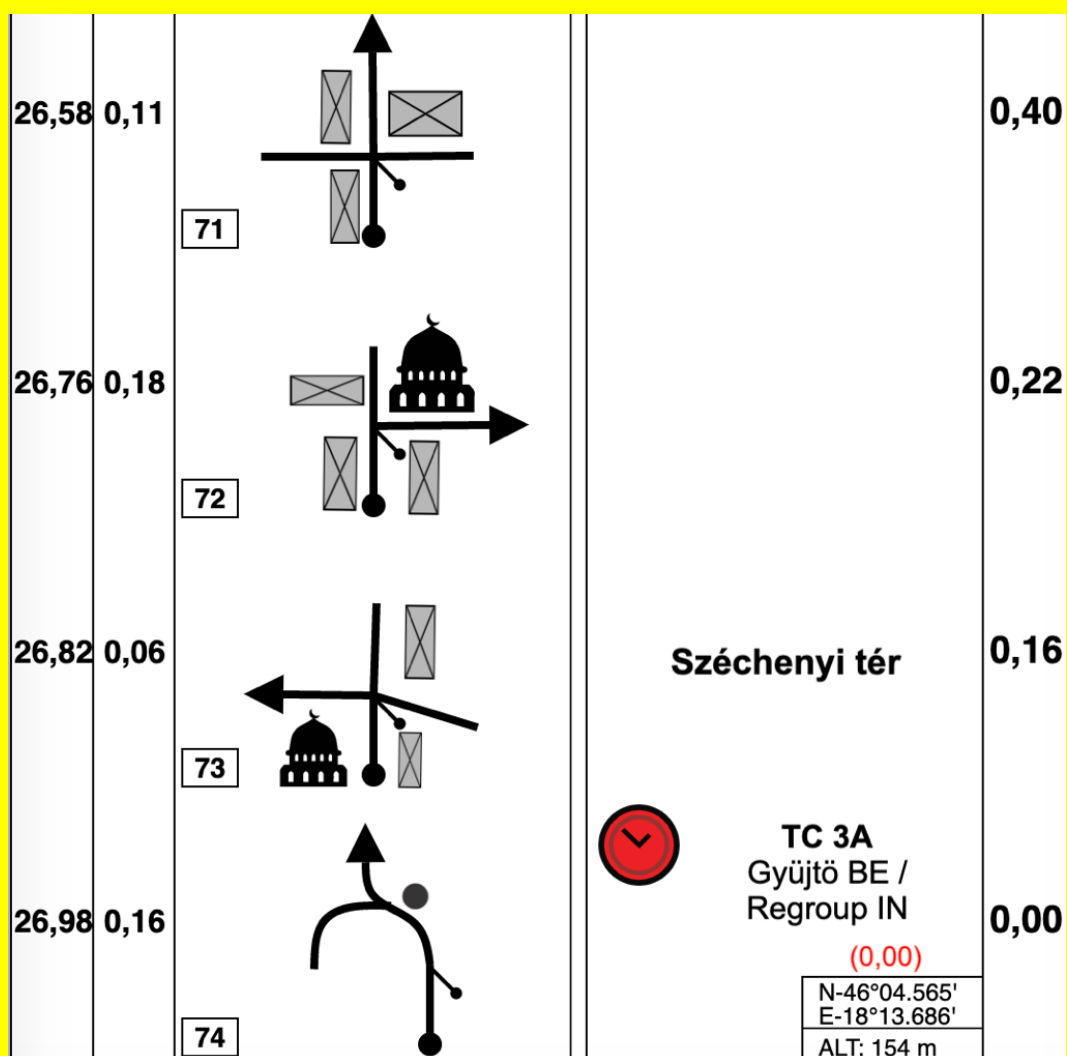 26,58 0,11 0,40
71
26,76 0,18 0,22
72
26,82 0,06 Széchenyi tér 0,16
73
TC 3A
Gyüjtö BE /
Regroup IN
26,98 0,16 0,00
(0,00)
N-46°04.565'
E-18°13.686'
74
ALT: 154 m